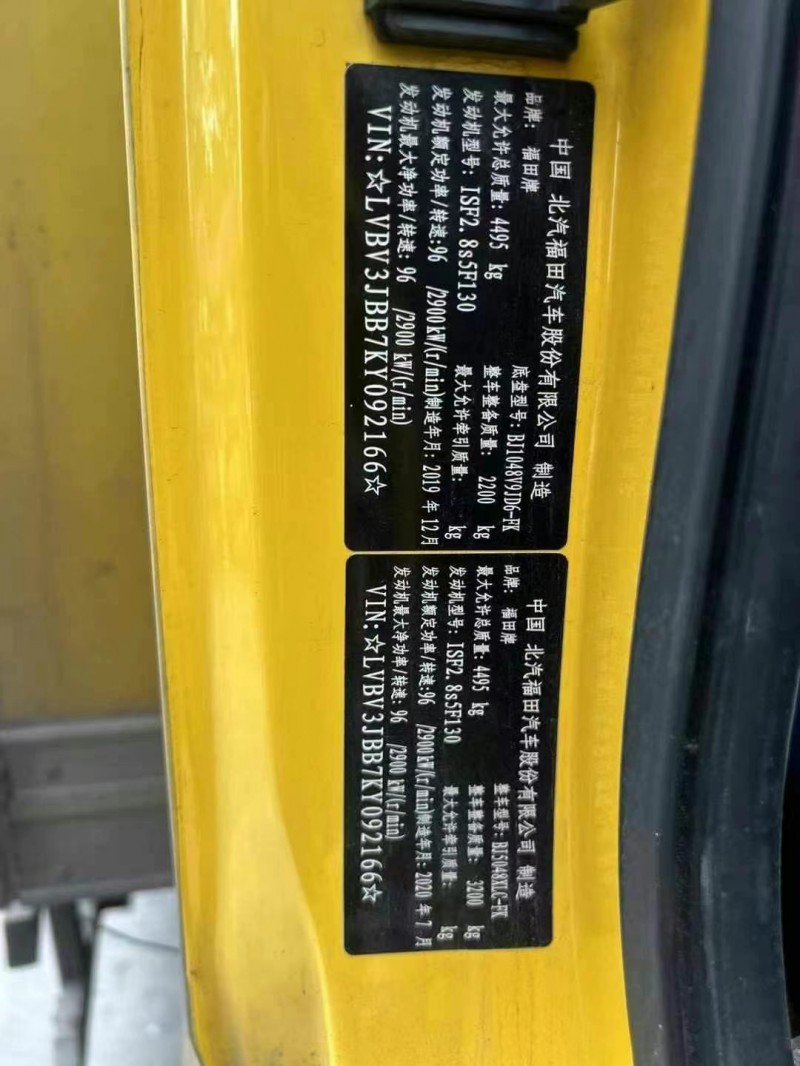 中国 北汽福田汽车股份有限公司 制造
品牌: 福田牌 底盘型号: BJ1048V9JD6-FK
最大允许总质量: 4495 kg 整车整备质量: 2200 kg
发动机型号: ISF2.8s5F130 最大允许牵引质量: kg
发动机额定功率/转速:96 /2900kW/(r/min)制造年月: 2019 年 12月
发动机最大净功率/转速: 96 /2900 kW/(r/min)
VIN:☆LVBV3JBB7KY092166☆
中国 北汽福田汽车股份有限公司 制造
品牌: 福田牌 整车型号: BJ5048XLC-FK
最大允许总质量: 4495 kg 整车整备质量: 3200 kg
发动机型号: ISF2.8s5F130 最大允许牵引质量: kg
发动机额定功率/转速:96 /2900kW/(r/min)制造年月: 2020 年 7 月
发动机最大净功率/转速: 96 /2900 kW/(r/min)
VIN:☆LVBV3JBB7KY092166☆